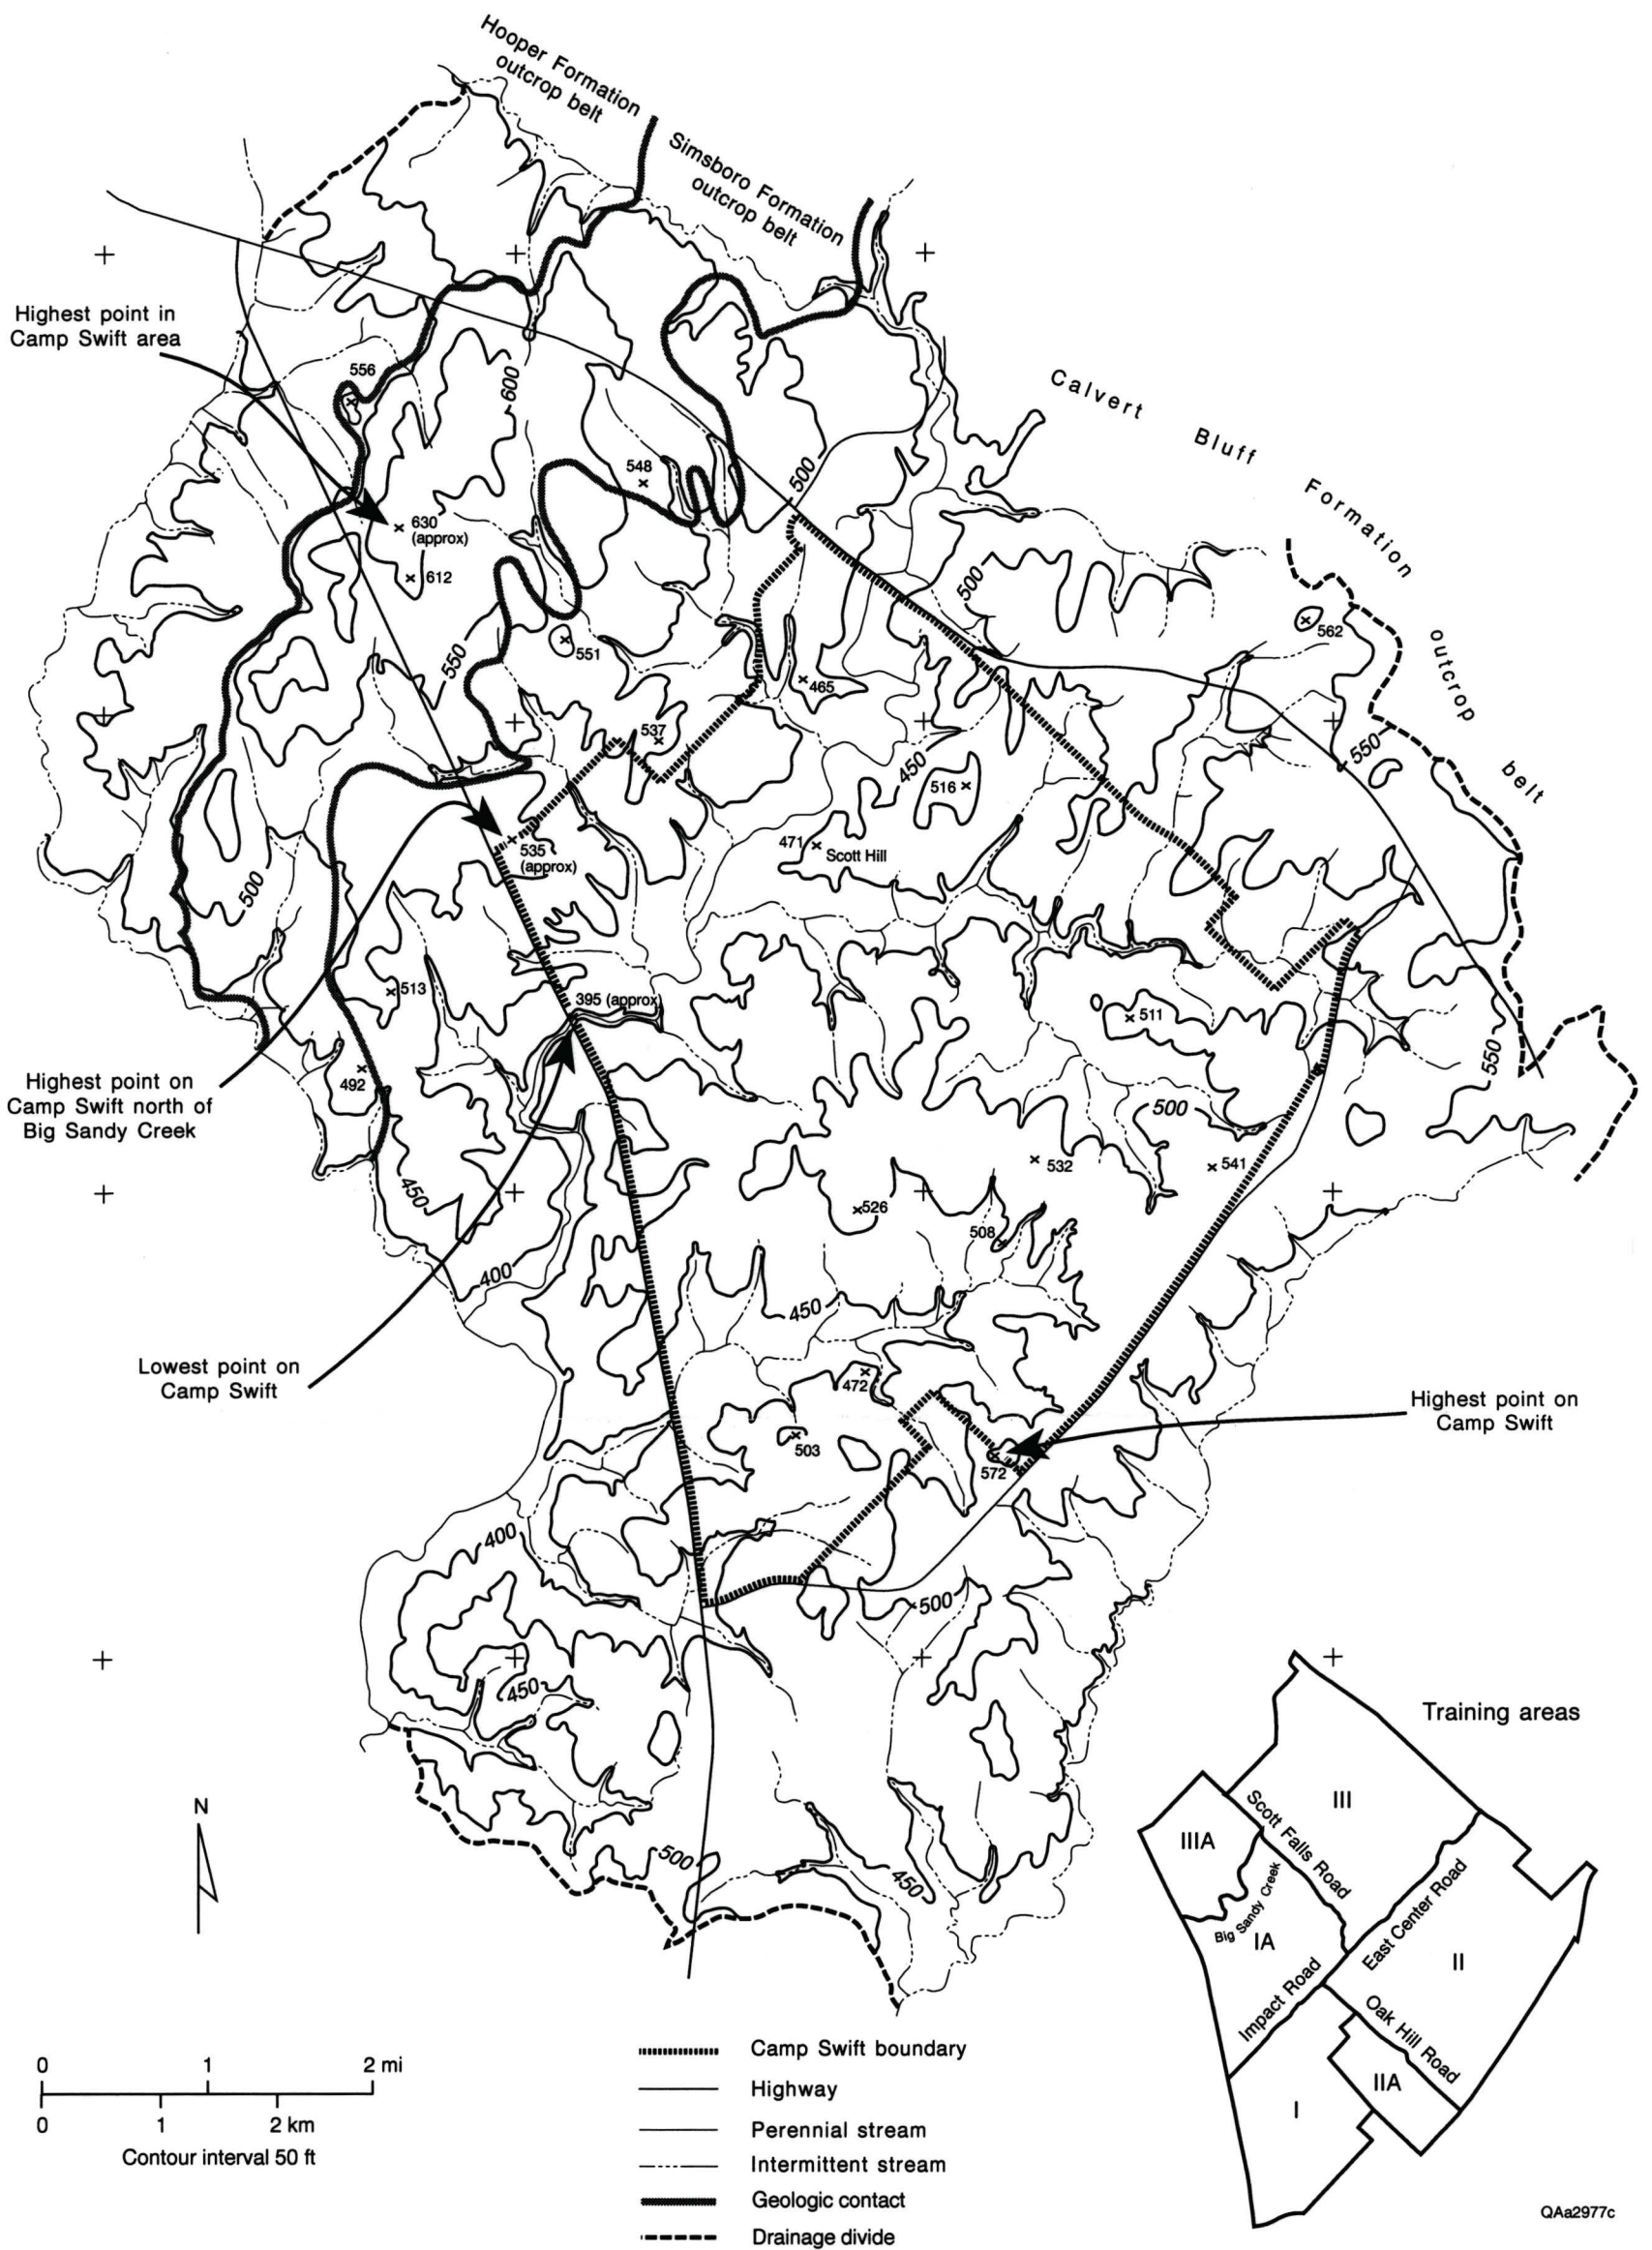 Hooper Formation
outcrop belt
Simsboro Formation
outcrop belt
Highest point in
Camp Swift area
Calvert Bluff Formation outcrop belt
556
600
548
500
630
(approx)
612
500
562
551
550
465
537
550
450
516
535
(approx)
471
Scott Hill
500
513
395 (approx)
511
550
492
Highest point on
Camp Swift north of
Big Sandy Creek
500
532
541
450
526
508
400
450
Lowest point on
Camp Swift
472
Highest point on
Camp Swift
503
572
400
500
450
500
450
N
Training areas
III
IIIA
Scott Falls Road
Big Sandy Creek
IA
East Center Road
II
Impact Road
Oak Hill Road
IIA
I
0 1 2 mi
0 1 2 km
Contour interval 50 ft
Camp Swift boundary
Highway
Perennial stream
Intermittent stream
Geologic contact
Drainage divide
QAa2977c